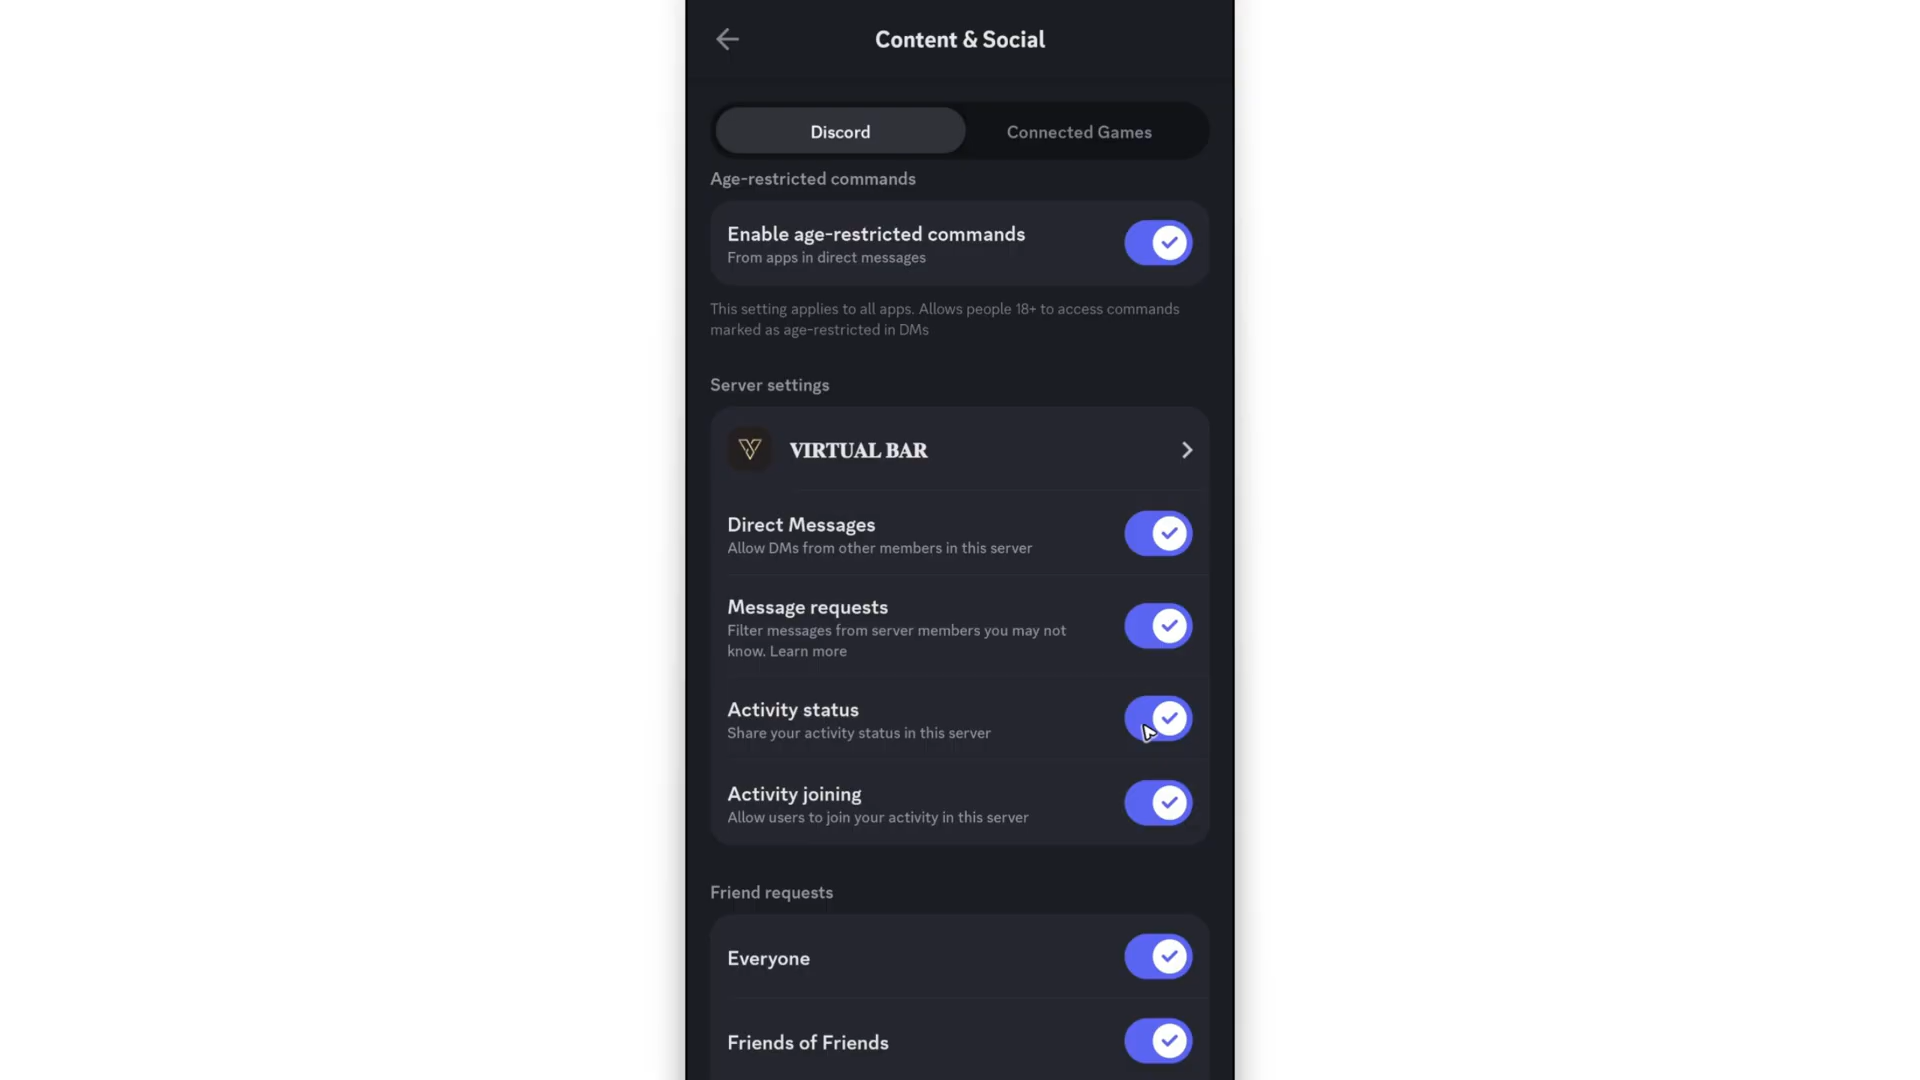 Content & Social
Discord
Connected Games
Age-restricted commands
Enable age-restricted commands
From apps in direct messages
This setting applies to all apps. Allows people 18+ to access commands
marked as age-restricted in DMs
Server settings
VIRTUAL BAR
Direct Messages
Allow DMs from other members in this server
Message requests
Filter messages from server members you may not
know. Learn more
Activity status
Share your activity status in this server
Activity joining
Allow users to join your activity in this server
Friend requests
Everyone
Friends of Friends